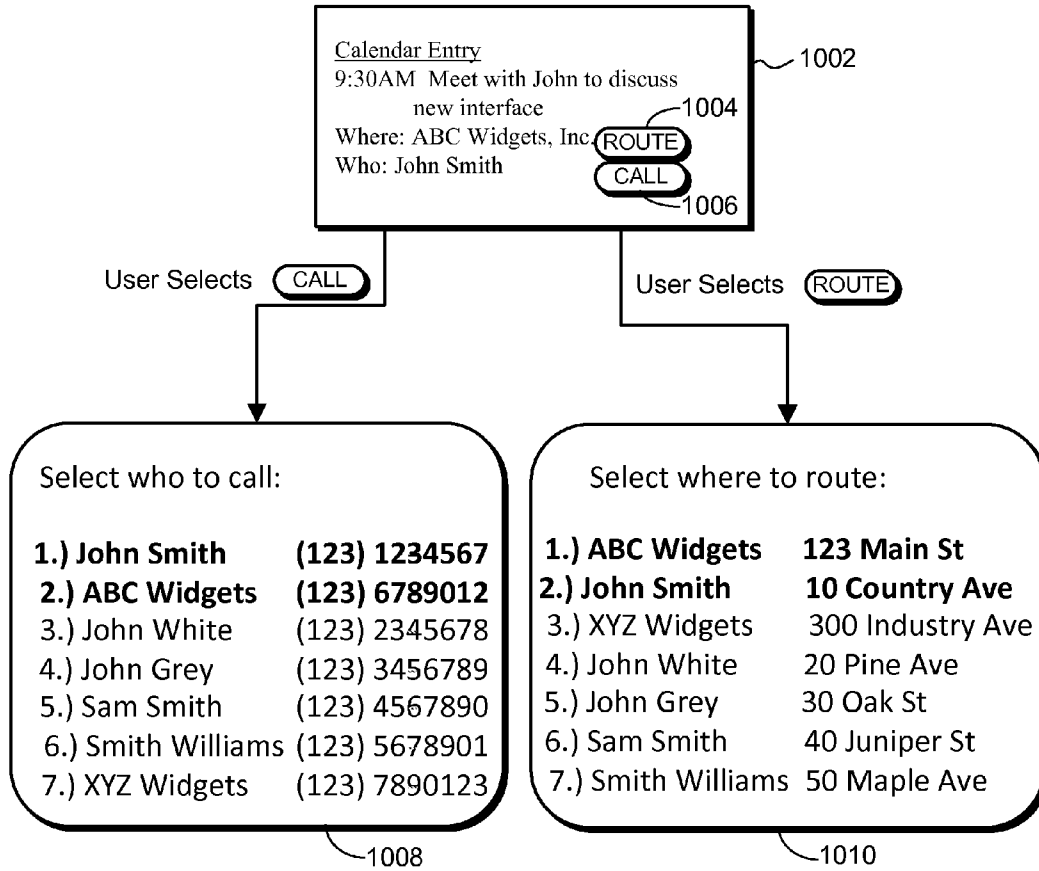 Calendar Entry
9:30AM Meet with John to discuss
new interface
Where: ABC Widgets, Inc.
Who: John Smith
ROUTE
CALL
1002
1004
1006
User Selects CALL
User Selects ROUTE
Select who to call:
1.) John Smith (123) 1234567
2.) ABC Widgets (123) 6789012
3.) John White (123) 2345678
4.) John Grey (123) 3456789
5.) Sam Smith (123) 4567890
6.) Smith Williams (123) 5678901
7.) XYZ Widgets (123) 7890123
1008
Select where to route:
1.) ABC Widgets 123 Main St
2.) John Smith 10 Country Ave
3.) XYZ Widgets 300 Industry Ave
4.) John White 20 Pine Ave
5.) John Grey 30 Oak St
6.) Sam Smith 40 Juniper St
7.) Smith Williams 50 Maple Ave
1010